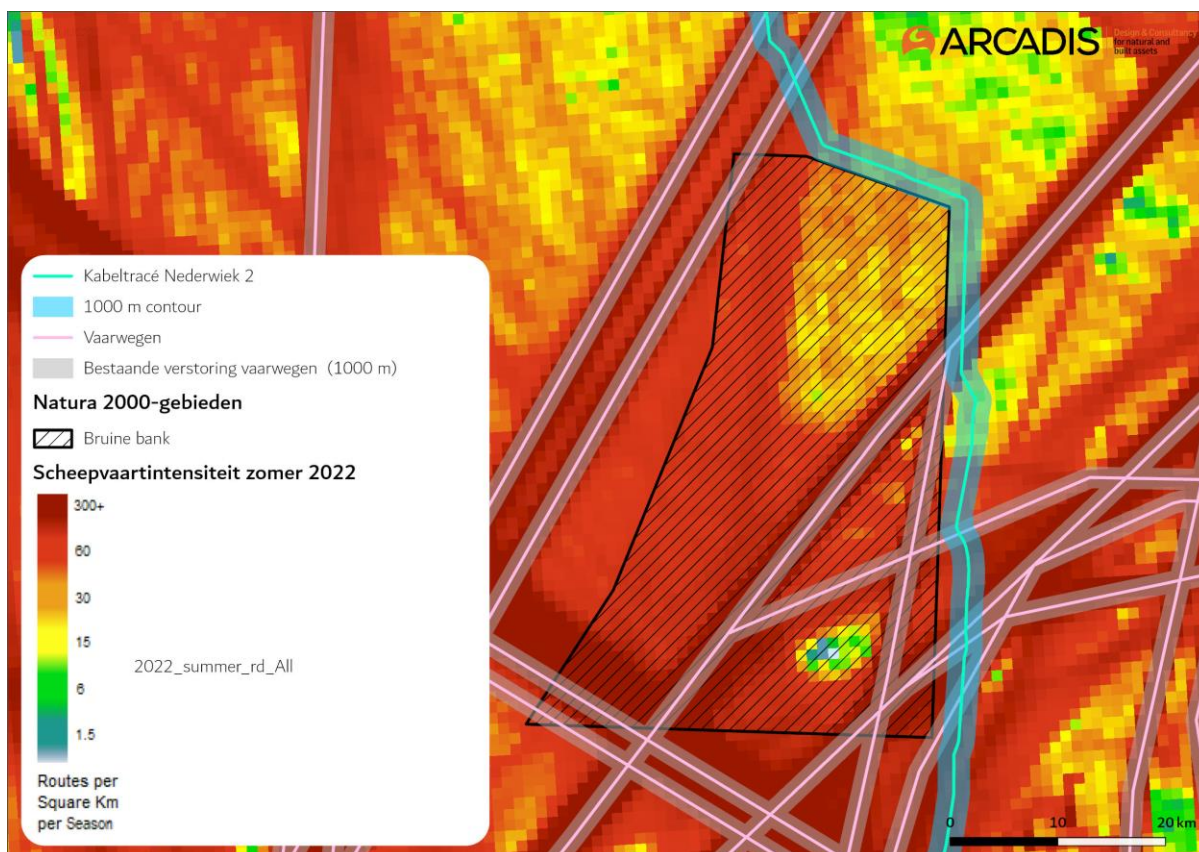 ARCADIS
Design & Consultancy
for natural and
built assets
Kabeltracé Nederwiek 2
1000 m contour
Vaarwegen
Bestaande verstoring vaarwegen (1000 m)
Natura 2000-gebieden
Bruine bank
Scheepvaartintensiteit zomer 2022
300+
60
30
15
6
1.5
2022_summer_rd_All
Routes per
Square Km
per Season
0 10 20 km